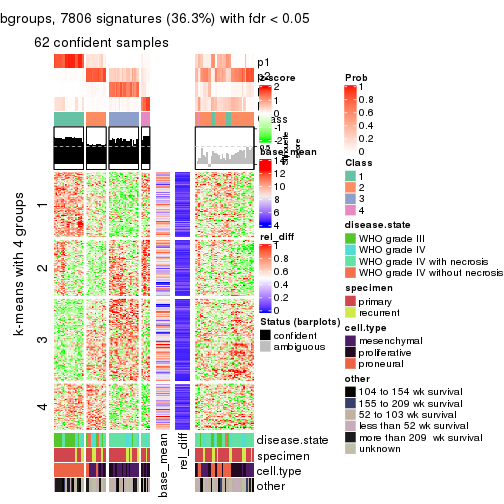 bgroups, 7806 signatures (36.3%) with fdr < 0.05
62 confident samples
p1
p2
z-score
2
1
0
-1
-2
base_mean
14
12
10
8
6
4
rel_diff
1
0.8
0.6
0.4
0.2
0
Status (barplots)
confident
ambiguous
Prob
1
0.8
0.6
0.4
0.2
0
Class
1
2
3
4
disease.state
WHO grade III
WHO grade IV
WHO grade IV with necrosis
WHO grade IV without necrosis
specimen
primary
recurrent
cell.type
mesenchymal
proliferative
proneural
other
104 to 154 wk survival
155 to 209 wk survival
52 to 103 wk survival
less than 52 wk survival
more than 209  wk survival
unknown
k-means with 4 groups
1
2
3
4
disease.state
specimen
cell.type
other
base_mean
rel_diff